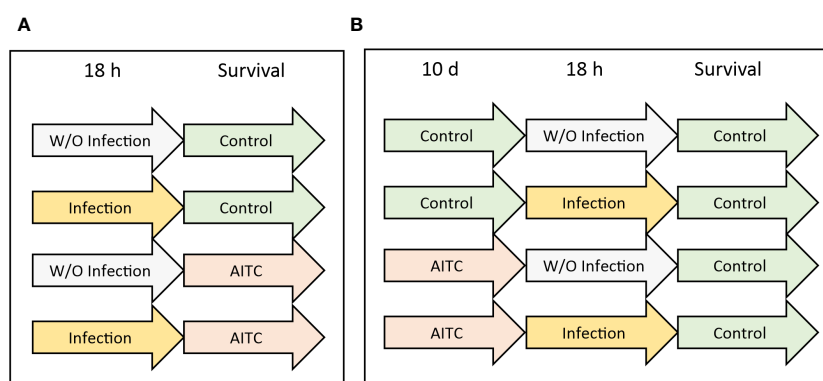 A
18 h Survival
W/O Infection Control
Infection Control
W/O Infection AITC
Infection AITC
B
10 d 18 h Survival
Control W/O Infection Control
Control Infection Control
AITC W/O Infection Control
AITC Infection Control